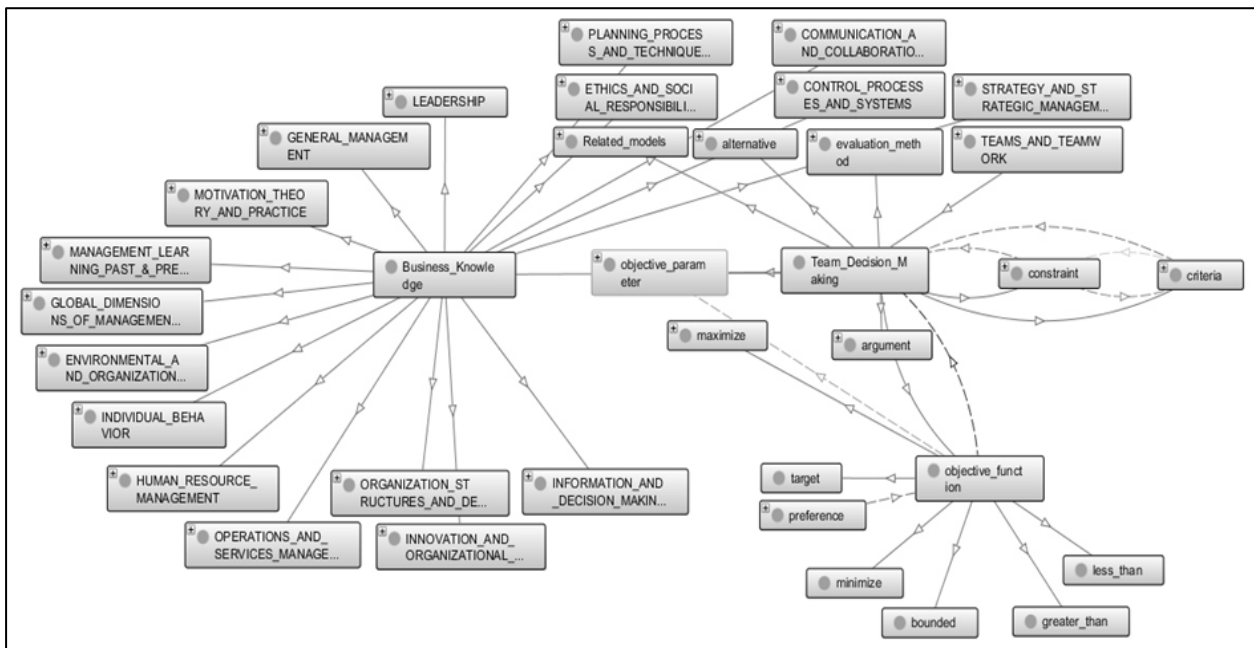 PLANNING_PROCES
S_AND_TECHNIQUE...
COMMUNICATION_A
ND_COLLABORATIO...
ETHICS_AND_SOCI
AL_RESPONSIBILI...
CONTROL_PROCESS
ES_AND_SYSTEMS
STRATEGY_AND_ST
RATEGIC_MANAGEM...
LEADERSHIP
GENERAL_MANAGEM
ENT
Related_models
alternative
evaluation_met
hod
TEAMS_AND_TEAMW
ORK
MOTIVATION_THEO
RY_AND_PRACTICE
MANAGEMENT_LEAR
NING_PAST_&_PRE...
Business_Knowle
dge
objective_param
eter
Team_Decision_M
aking
constraint
criteria
GLOBAL_DIMENSIO
NS_OF_MANAGEMEN...
maximize
argument
ENVIRONMENTAL_A
ND_ORGANIZATION...
INDIVIDUAL_BEHA
VIOR
HUMAN_RESOURCE_
MANAGEMENT
ORGANIZATION_ST
RUCTURES_AND_DE...
INFORMATION_AND
_DECISION_MAKIN...
target
objective_funct
ion
preference
OPERATIONS_AND_
SERVICES_MANAGE...
INNOVATION_AND_
ORGANIZATIONAL_...
minimize
less_than
bounded
greater_than